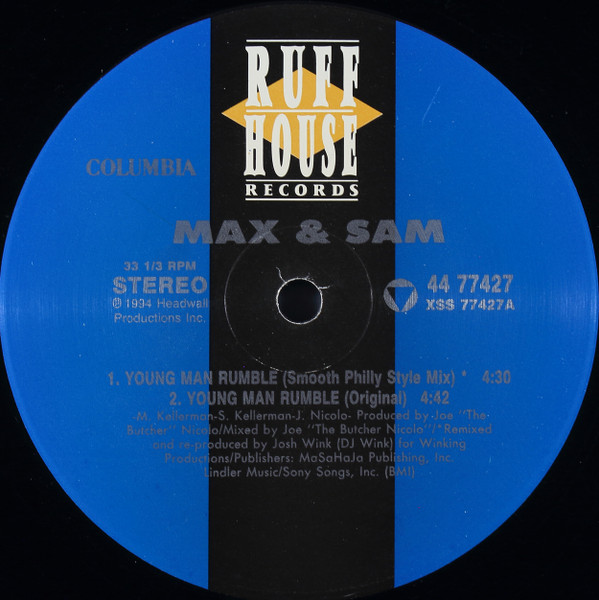 RUFF
HOUSE
RECORDS
COLUMBIA
MAX & SAM
33 1/3 RPM
STEREO
℗ 1994 Headwall
Productions Inc.
44 77427
XSS 77427A
1. YOUNG MAN RUMBLE (Smooth Philly Style Mix) * 4:30
2. YOUNG MAN RUMBLE (Original) 4:42
-M. Kellerman-S. Kellerman-J. Nicolo- Produced by-Joe "The-
Butcher" Nicolo/Mixed by Joe "The Butcher Nicolo"/*Remixed
and re-produced by Josh Wink (DJ Wink) for Winking
Productions/Publishers: MaSaHaJa Publishing, Inc.
Lindler Music/Sony Songs, Inc. (BMI)